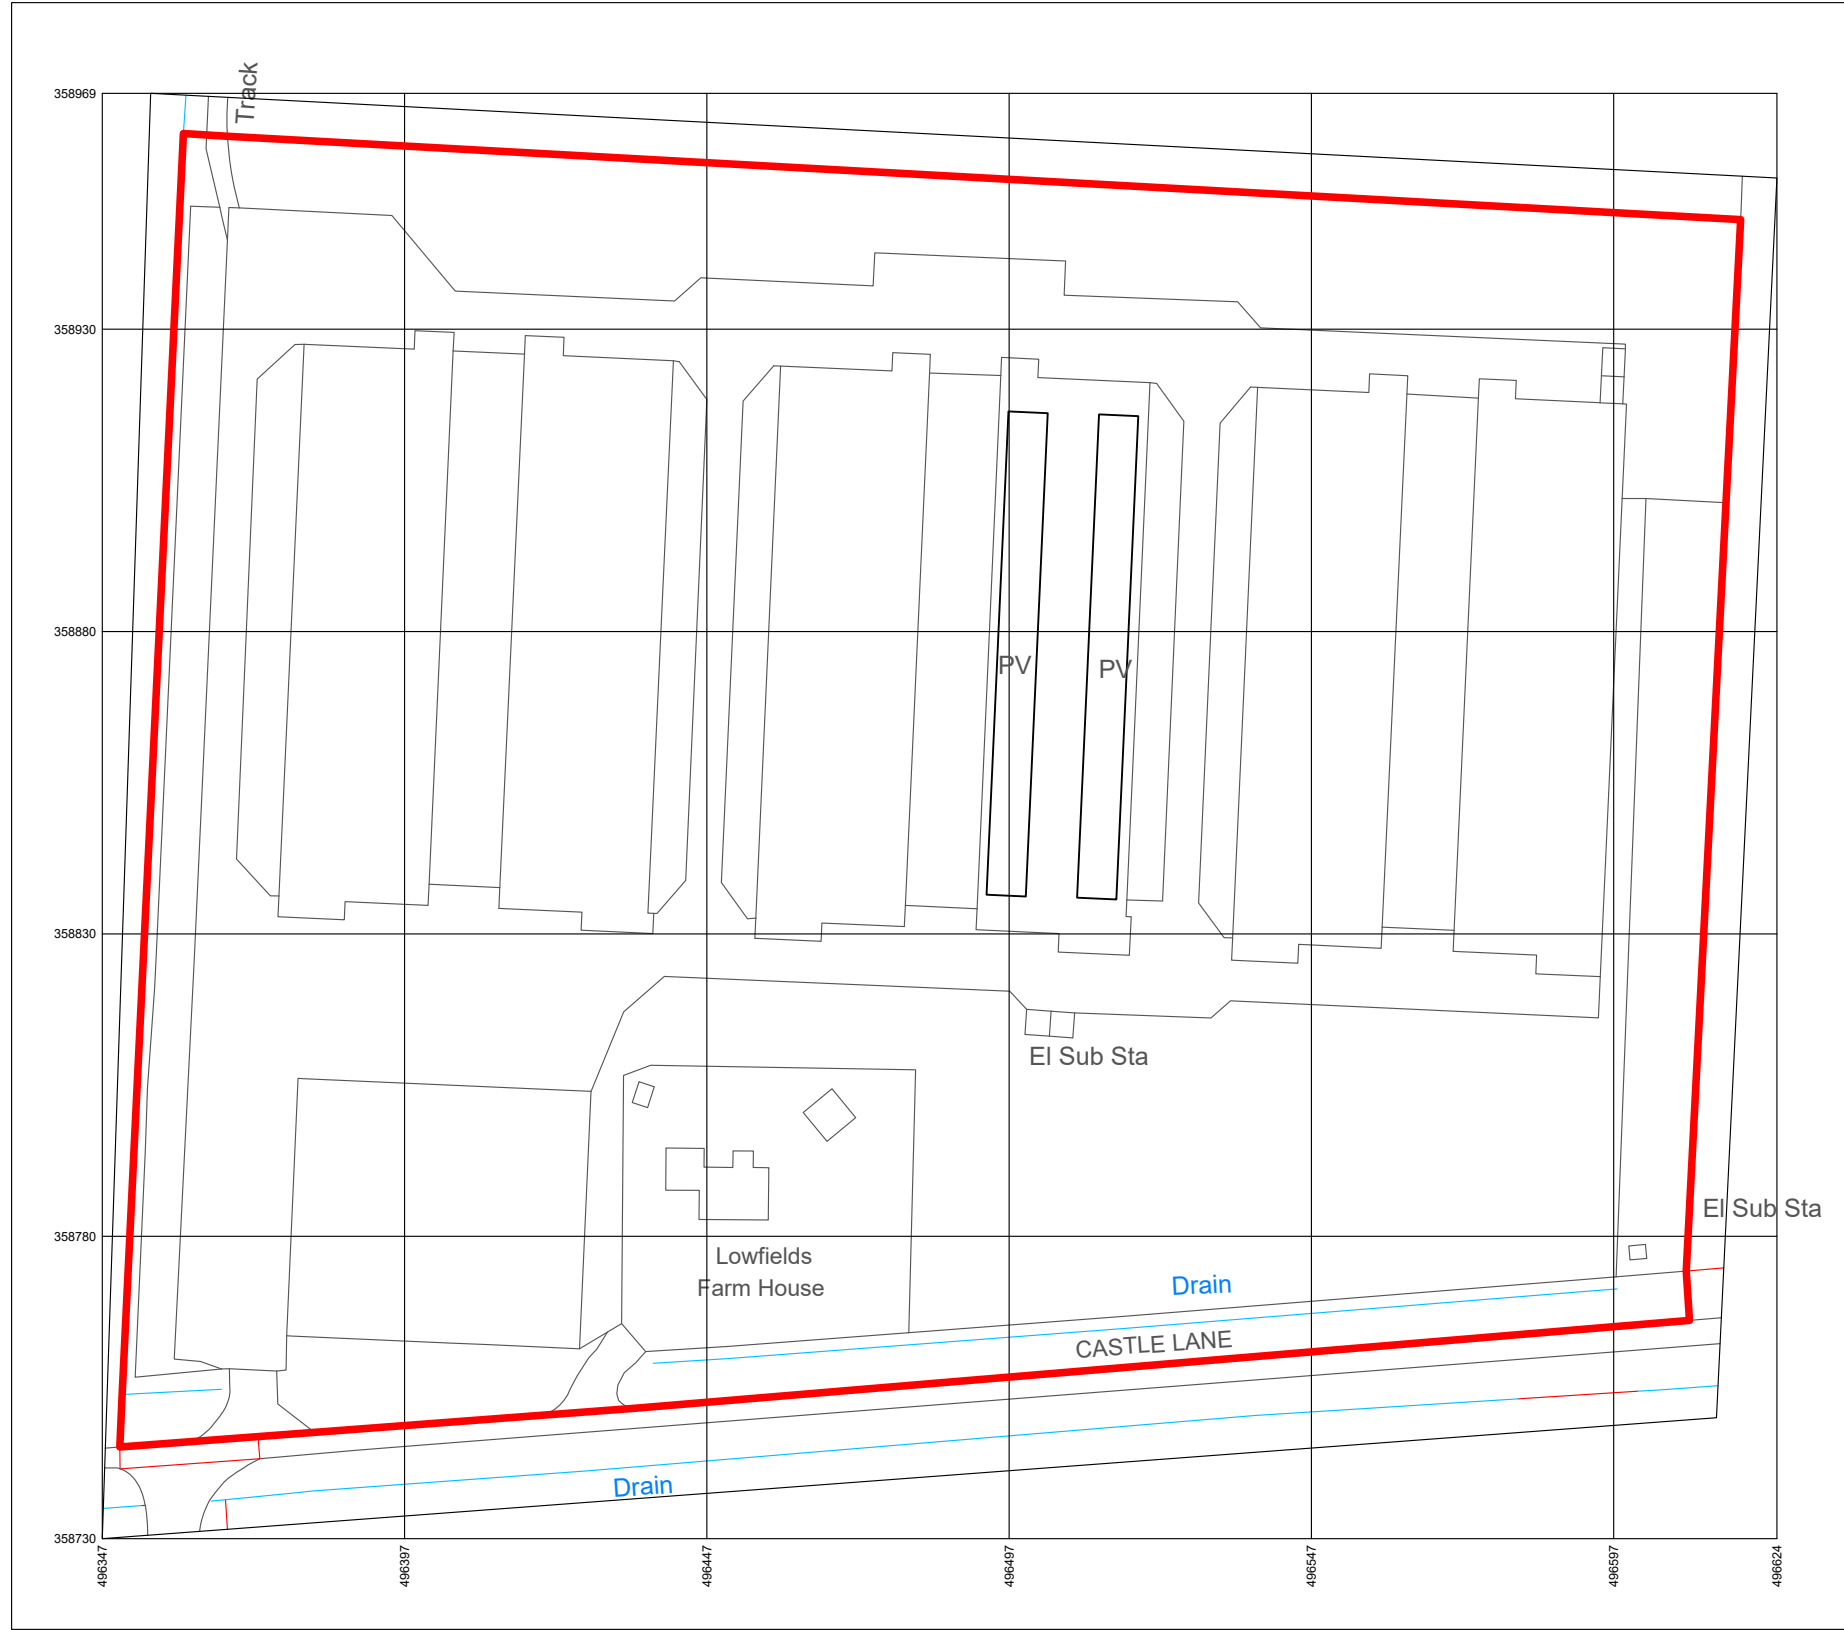 Track
358969
358930
358880
PV
PV
358830
El Sub Sta
El Sub Sta
358780
Lowfields
Farm House
Drain
CASTLE LANE
Drain
358730
496347
496397
496447
496497
496547
496597
496624